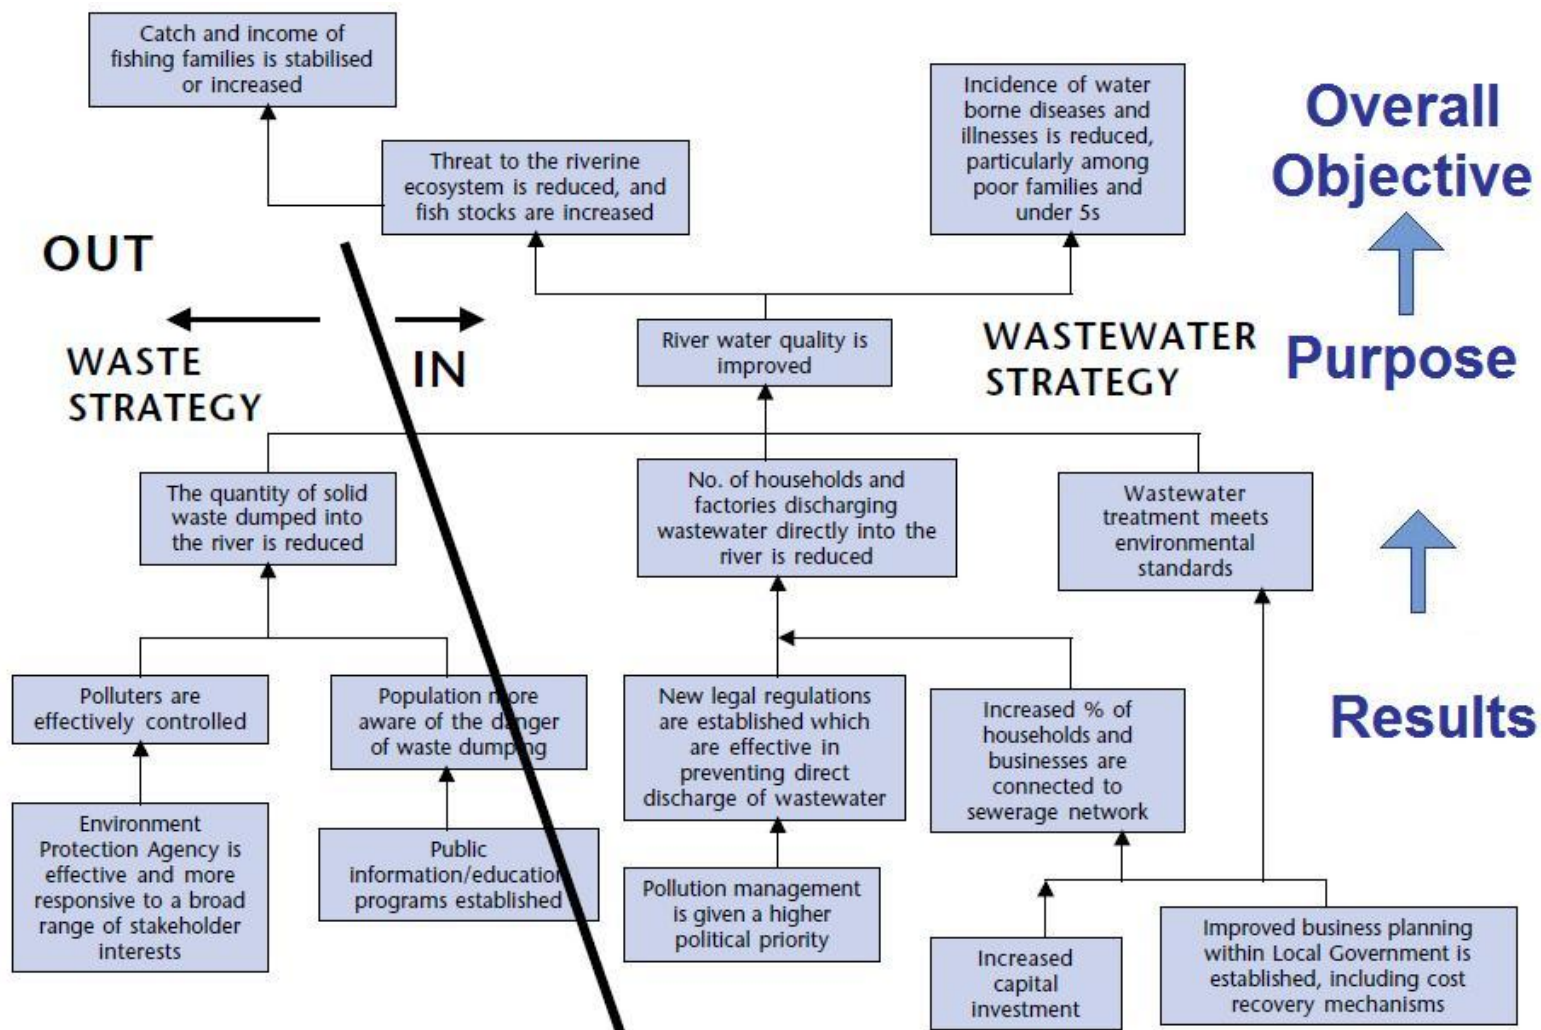 Catch and income of
fishing families is stabilised
or increased
Threat to the riverine
ecosystem is reduced, and
fish stocks are increased
Incidence of water
borne diseases and
illnesses is reduced,
particularly among
poor families and
under 5s
Overall
Objective
OUT
IN
WASTE
STRATEGY
River water quality is
improved
WASTEWATER
STRATEGY
Purpose
The quantity of solid
waste dumped into
the river is reduced
No. of households and
factories discharging
wastewater directly into the
river is reduced
Wastewater
treatment meets
environmental
standards
Polluters are
effectively controlled
Population more
aware of the danger
of waste dumping
New legal regulations
are established which
are effective in
preventing direct
discharge of wastewater
Increased % of
households and
businesses are
connected to
sewerage network
Results
Environment
Protection Agency is
effective and more
responsive to a broad
range of stakeholder
interests
Public
information/education
programs established
Pollution management
is given a higher
political priority
Increased
capital
investment
Improved business planning
within Local Government is
established, including cost
recovery mechanisms